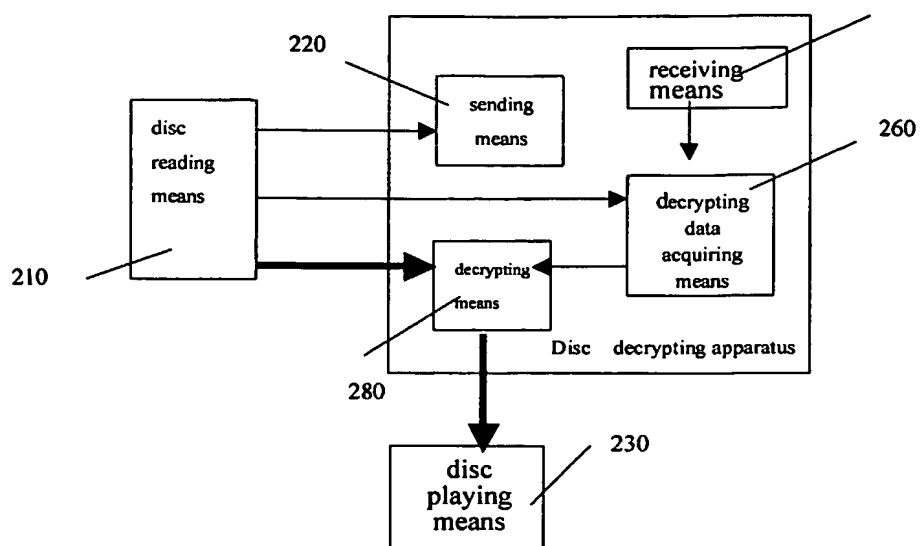 220
receiving
means
sending
means
260
disc
reading
means
decrypting
data
acquiring
means
210
decrypting
means
Disc decrypting apparatus
280
230
disc
playing
means